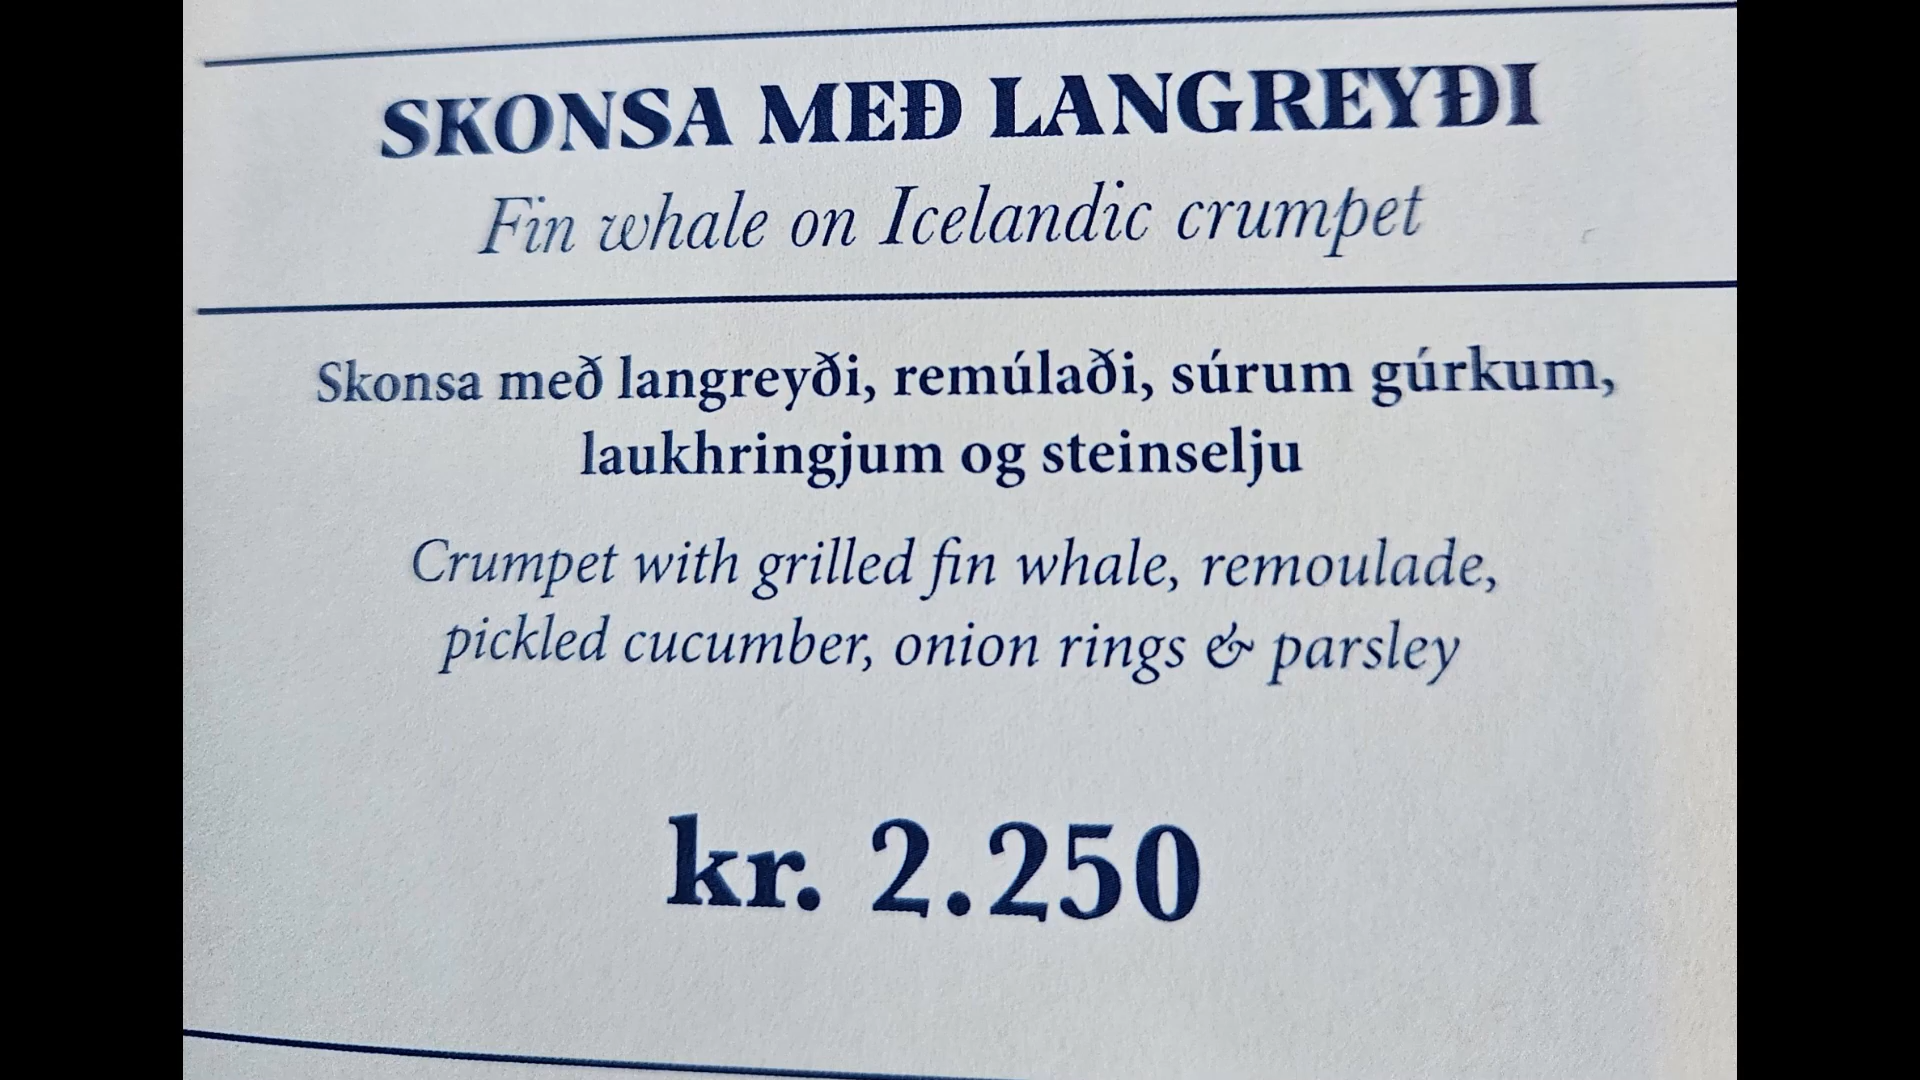 SKONSA MEÐ LANGREYÐI
Fin whale on Icelandic crumpet
Skonsa með langreyði, remúlaði, súrum gúrkum,
laukhringjum og steinselju
Crumpet with grilled fin whale, remoulade,
pickled cucumber, onion rings & parsley
kr. 2.250